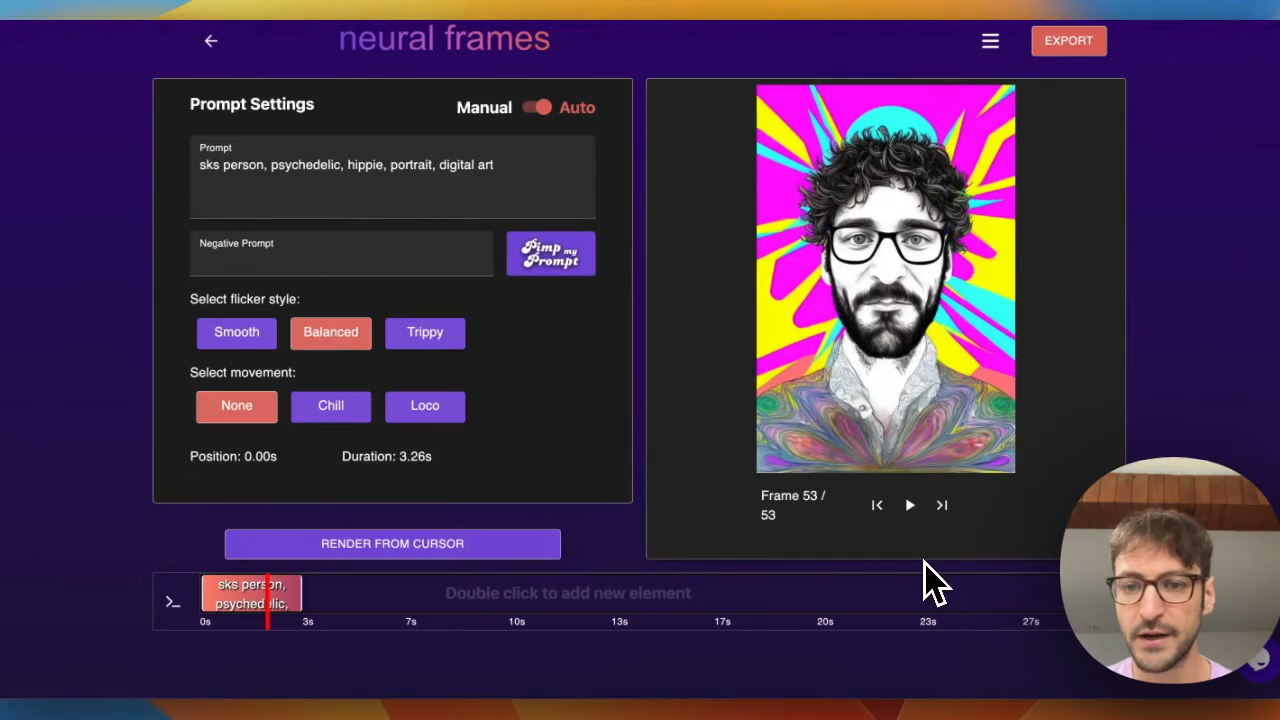 neural frames
EXPORT
Prompt Settings
Manual
Auto
Prompt
sks person, psychedelic, hippie, portrait, digital art
Negative Prompt
Pimp my
Prompt
Select flicker style:
Smooth
Balanced
Trippy
Select movement:
None
Chill
Loco
Position: 0.00s
Duration: 3.26s
Frame 53 /
53
RENDER FROM CURSOR
sks person,
psychedelic,
Double click to add new element
0s
3s
7s
10s
13s
17s
20s
23s
27s